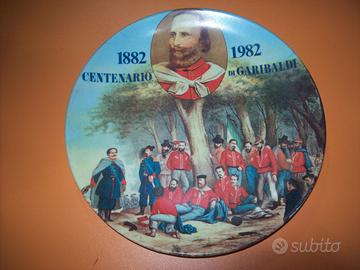 1882 1982
CENTENARIO DI GARIBALDI
subito